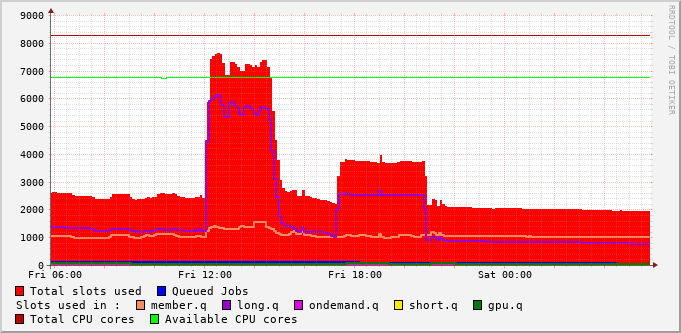 9000
8000
7000
6000
5000
4000
3000
2000
1000
0
Fri 06:00 Fri 12:00 Fri 18:00 Sat 00:00
Total slots used Queued Jobs
Slots used in : member.q long.q ondemand.q short.q gpu.q
Total CPU cores Available CPU cores
RRDTOOL / TOBI OETIKER